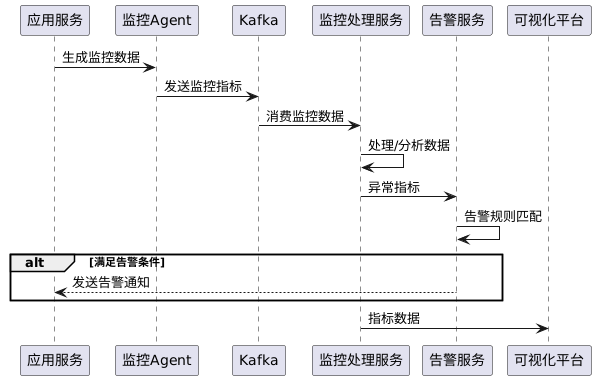 应用服务 监控Agent Kafka 监控处理服务 告警服务 可视化平台
生成监控数据
发送监控指标
消费监控数据
处理/分析数据
异常指标
告警规则匹配
alt [满足告警条件]
发送告警通知
指标数据
应用服务 监控Agent Kafka 监控处理服务 告警服务 可视化平台